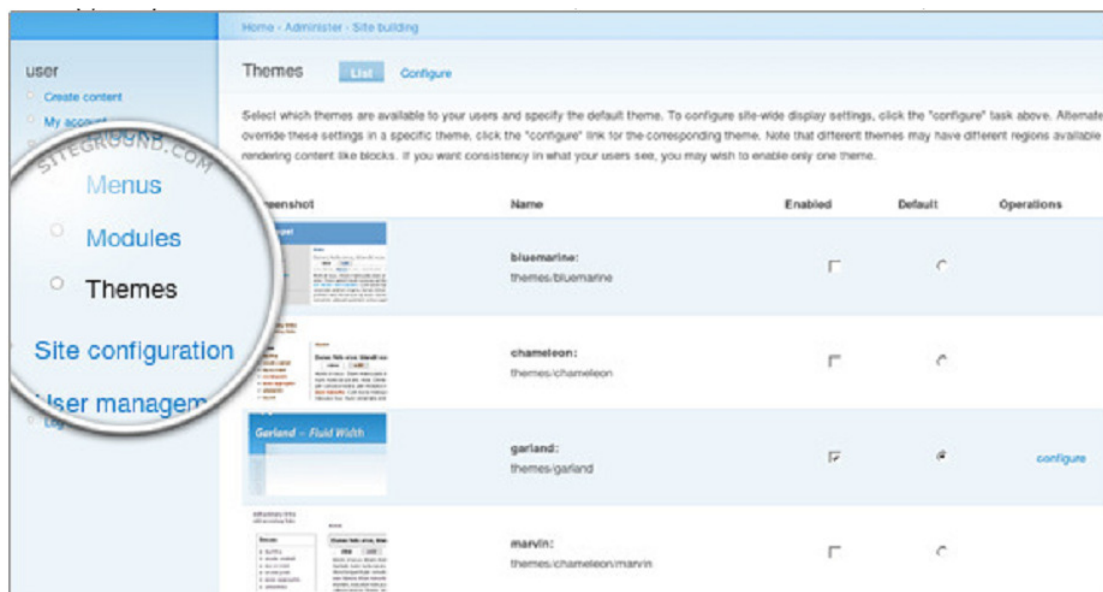 Home › Administer › Site building
user
Create content
My account
SITEGROUND.COM
Menus
Modules
Themes
Site configuration
User managem
Themes List Configure
Select which themes are available to your users and specify the default theme. To configure site-wide display settings, click the "configure" task above. Alternate
override these settings in a specific theme, click the "configure" link for the corresponding theme. Note that different themes may have different regions available
rendering content like blocks. If you want consistency in what your users see, you may wish to enable only one theme.
eenshot Name Enabled Default Operations
bluemarine:
themes/bluemarine
chameleon:
themes/chameleon
Garland – Fluid Width
garland:
themes/garland
configure
marvin:
themes/chameleon/marvin